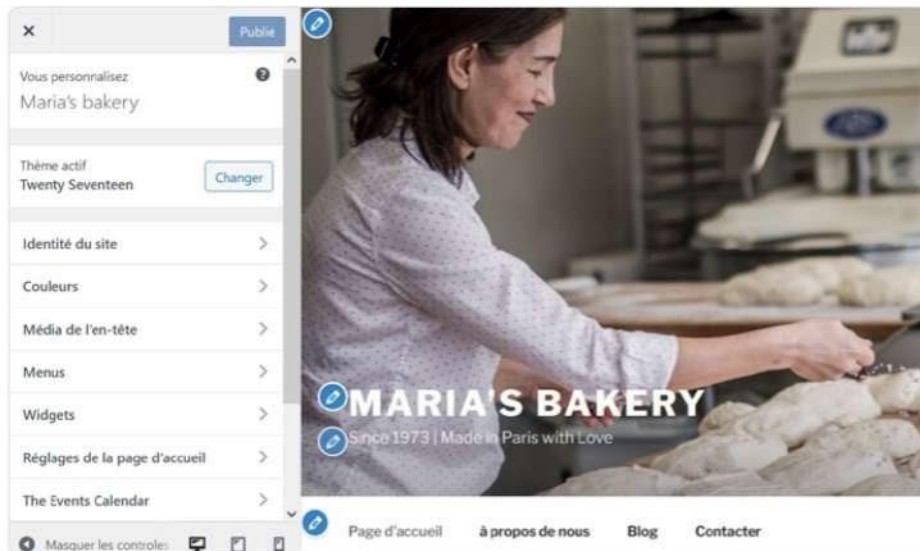 Publié
Vous personnalisez
Maria's bakery
Thème actif
Twenty Seventeen
Changer
Identité du site
Couleurs
Média de l'en-tête
Menus
Widgets
Réglages de la page d'accueil
The Events Calendar
Masquer les controles
MARIA'S BAKERY
Since 1973 | Made in Paris with Love
Page d'accueil à propos de nous Blog Contacter